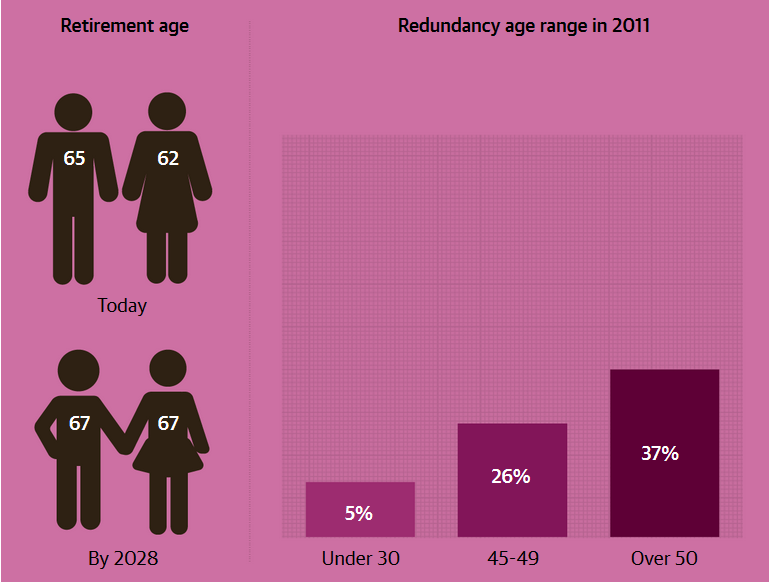 Retirement age
65
62
Today
67
67
By 2028
Redundancy age range in 2011
5%
26%
37%
Under 30
45-49
Over 50